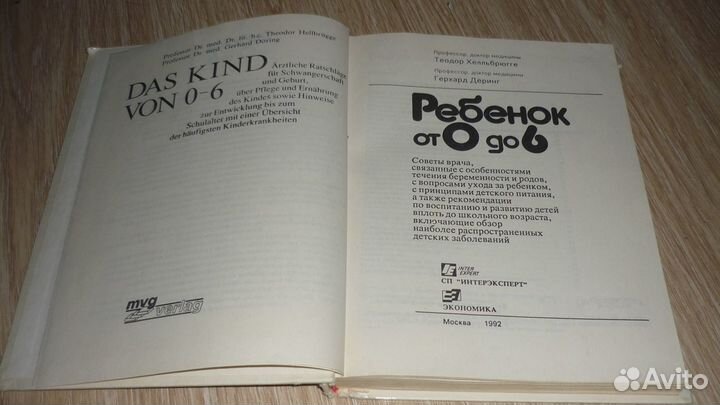 Professor Dr. med. Dr. fil. h.c. Theodor Hellbrügge
Professor Dr. med. Gerhard Döring
DAS KIND
VON 0–6
Ärztliche Ratschläge
für Schwangerschaft
und Geburt,
über Pflege und Ernährung
des Kindes sowie Hinweise
zur Entwicklung bis zum
Schulalter mit einer Übersicht
der häufigsten Kinderkrankheiten
mvg
verlag
Профессор, доктор медицины
Теодор Хелльбрюгге
Профессор, доктор медицины
Герхард Деринг
Ребенок
от 0 до 6
Советы врача,
связанные с особенностями
течения беременности и родов,
с вопросами ухода за ребенком,
с принципами детского питания,
а также рекомендации
по воспитанию и развитию детей
вплоть до школьного возраста,
включающие обзор
наиболее распространенных
детских заболеваний
INTER
EXPERT
СП "ИНТЕРЭКСПЕРТ"
ЭКОНОМИКА
Москва 1992
Avito